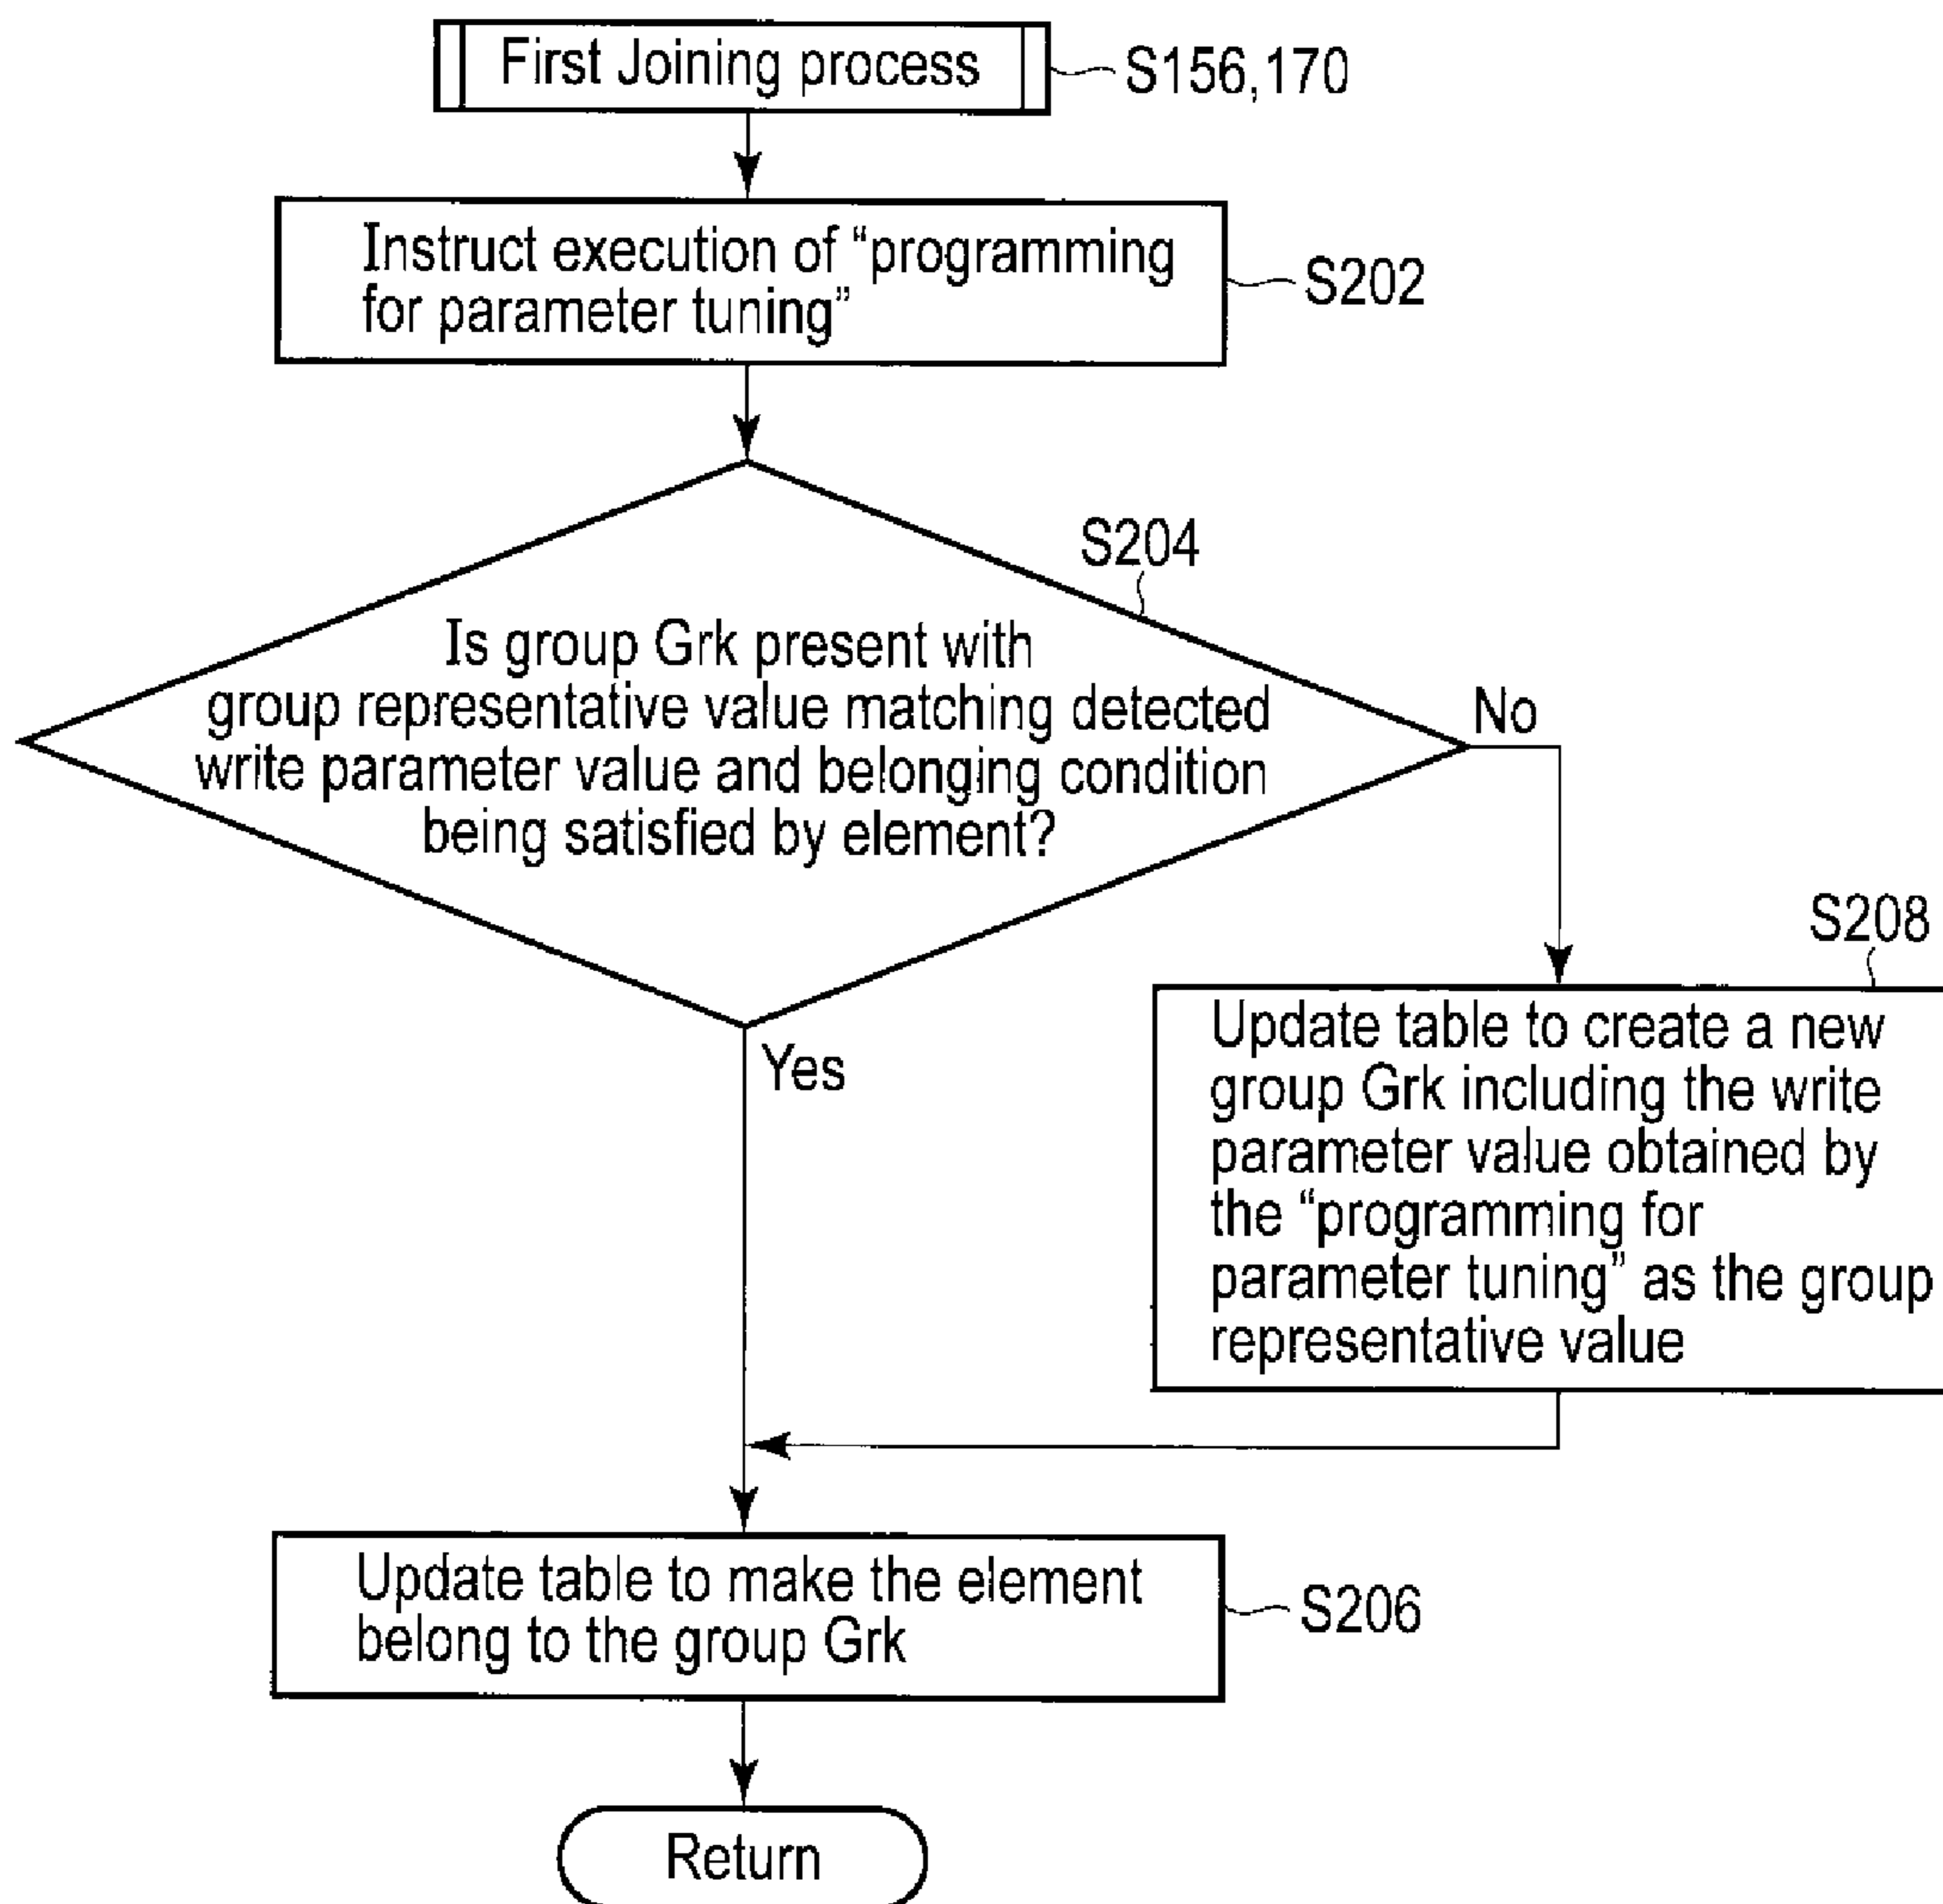 First Joining process
S156,170
Instruct execution of “programming
for parameter tuning”
S202
S204
Is group Grk present with
group representative value matching detected
write parameter value and belonging condition
being satisfied by element?
No
Yes
S208
Update table to create a new
group Grk including the write
parameter value obtained by
the “programming for
parameter tuning” as the group
representative value
Update table to make the element
belong to the group Grk
S206
Return